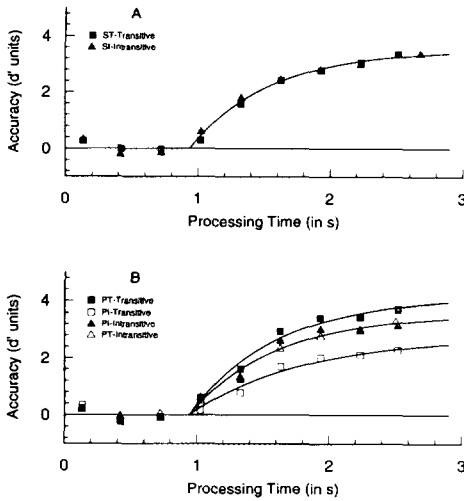 A
ST-Transitive
SI-Intransitive
Accuracy (d' units)
4
2
0
0
1
2
3
Processing Time (in s)
B
PT-Transitive
PI-Transitive
PI-Intransitive
PT-Intransitive
Accuracy (d' units)
4
2
0
0
1
2
3
Processing Time (in s)